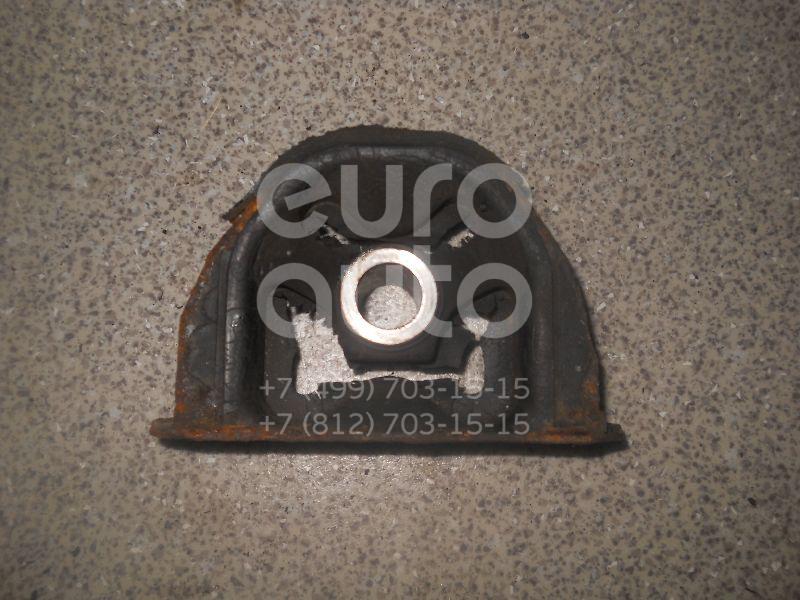 euro
auto
+7 (499) 703-15-15
+7 (812) 703-15-15